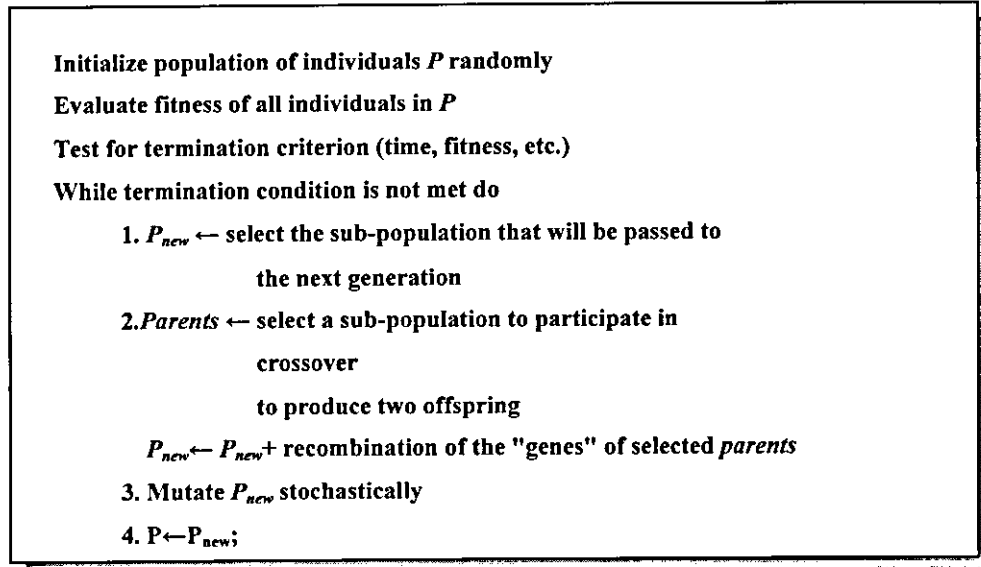 Initialize population of individuals P randomly
Evaluate fitness of all individuals in P
Test for termination criterion (time, fitness, etc.)
While termination condition is not met do
1. Pnew ← select the sub-population that will be passed to
the next generation
2.Parents ← select a sub-population to participate in
crossover
to produce two offspring
Pnew← Pnew+ recombination of the "genes" of selected parents
3. Mutate Pnew stochastically
4. P←Pnew;